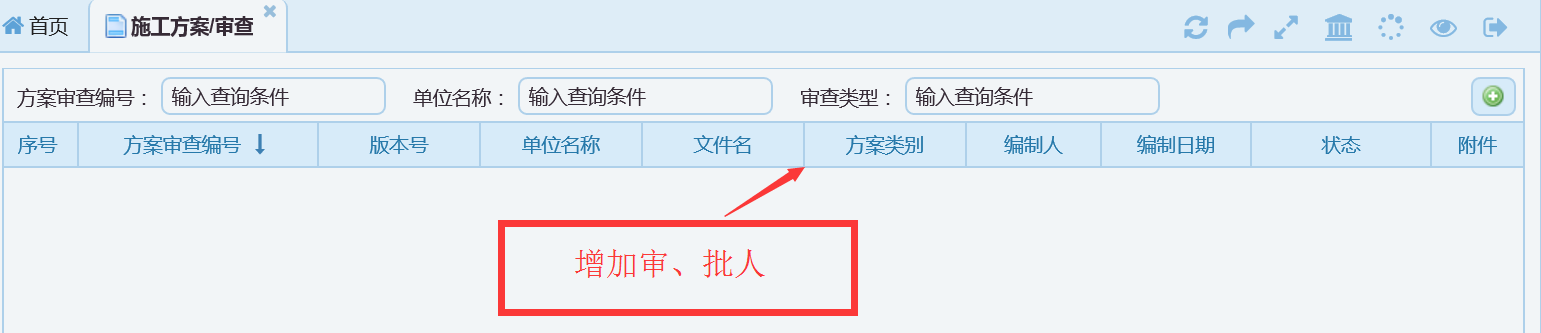 首页 施工方案/审查
方案审查编号： 输入查询条件 单位名称： 输入查询条件 审查类型： 输入查询条件
序号 方案审查编号 版本号 单位名称 文件名 方案类别 编制人 编制日期 状态 附件
增加审、批人